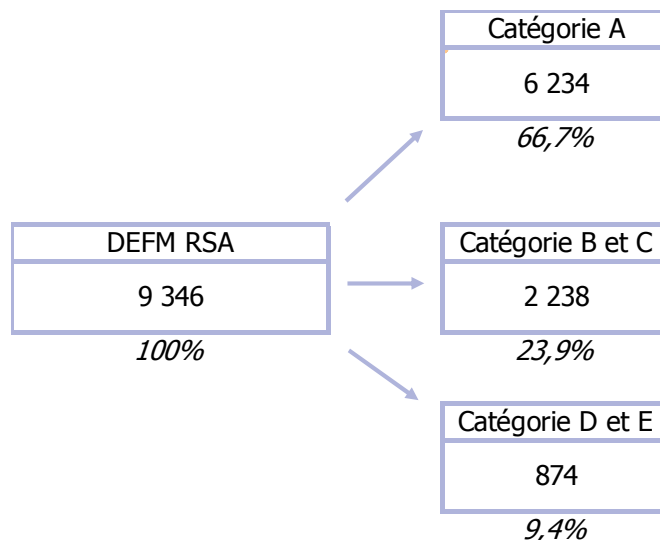 Catégorie A
6 234
66,7%
DEFM RSA
9 346
100%
Catégorie B et C
2 238
23,9%
Catégorie D et E
874
9,4%